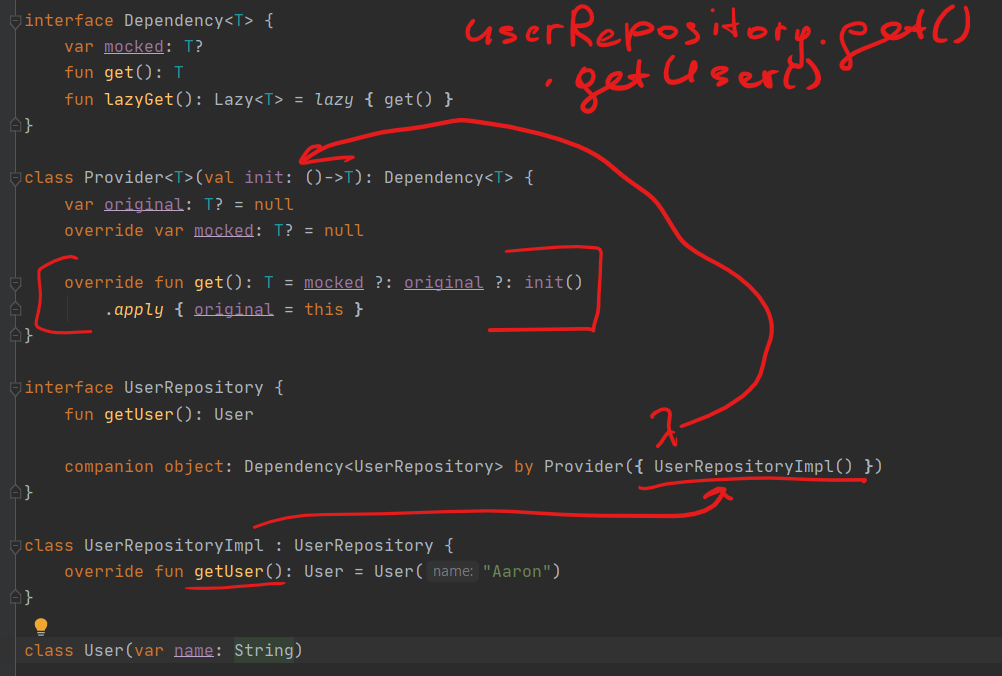 interface Dependency<T> {
userRepository.get()
    var mocked: T?
.getUser()
    fun get(): T
    fun lazyGet(): Lazy<T> = lazy { get() }
}
class Provider<T>(val init: ()->T): Dependency<T> {
    var original: T? = null
    override var mocked: T? = null
    override fun get(): T = mocked ?: original ?: init()
        .apply { original = this }
}
interface UserRepository {
    fun getUser(): User
λ
    companion object: Dependency<UserRepository> by Provider({ UserRepositoryImpl() })
}
class UserRepositoryImpl : UserRepository {
    override fun getUser(): User = User( name: "Aaron")
}
class User(var name: String)